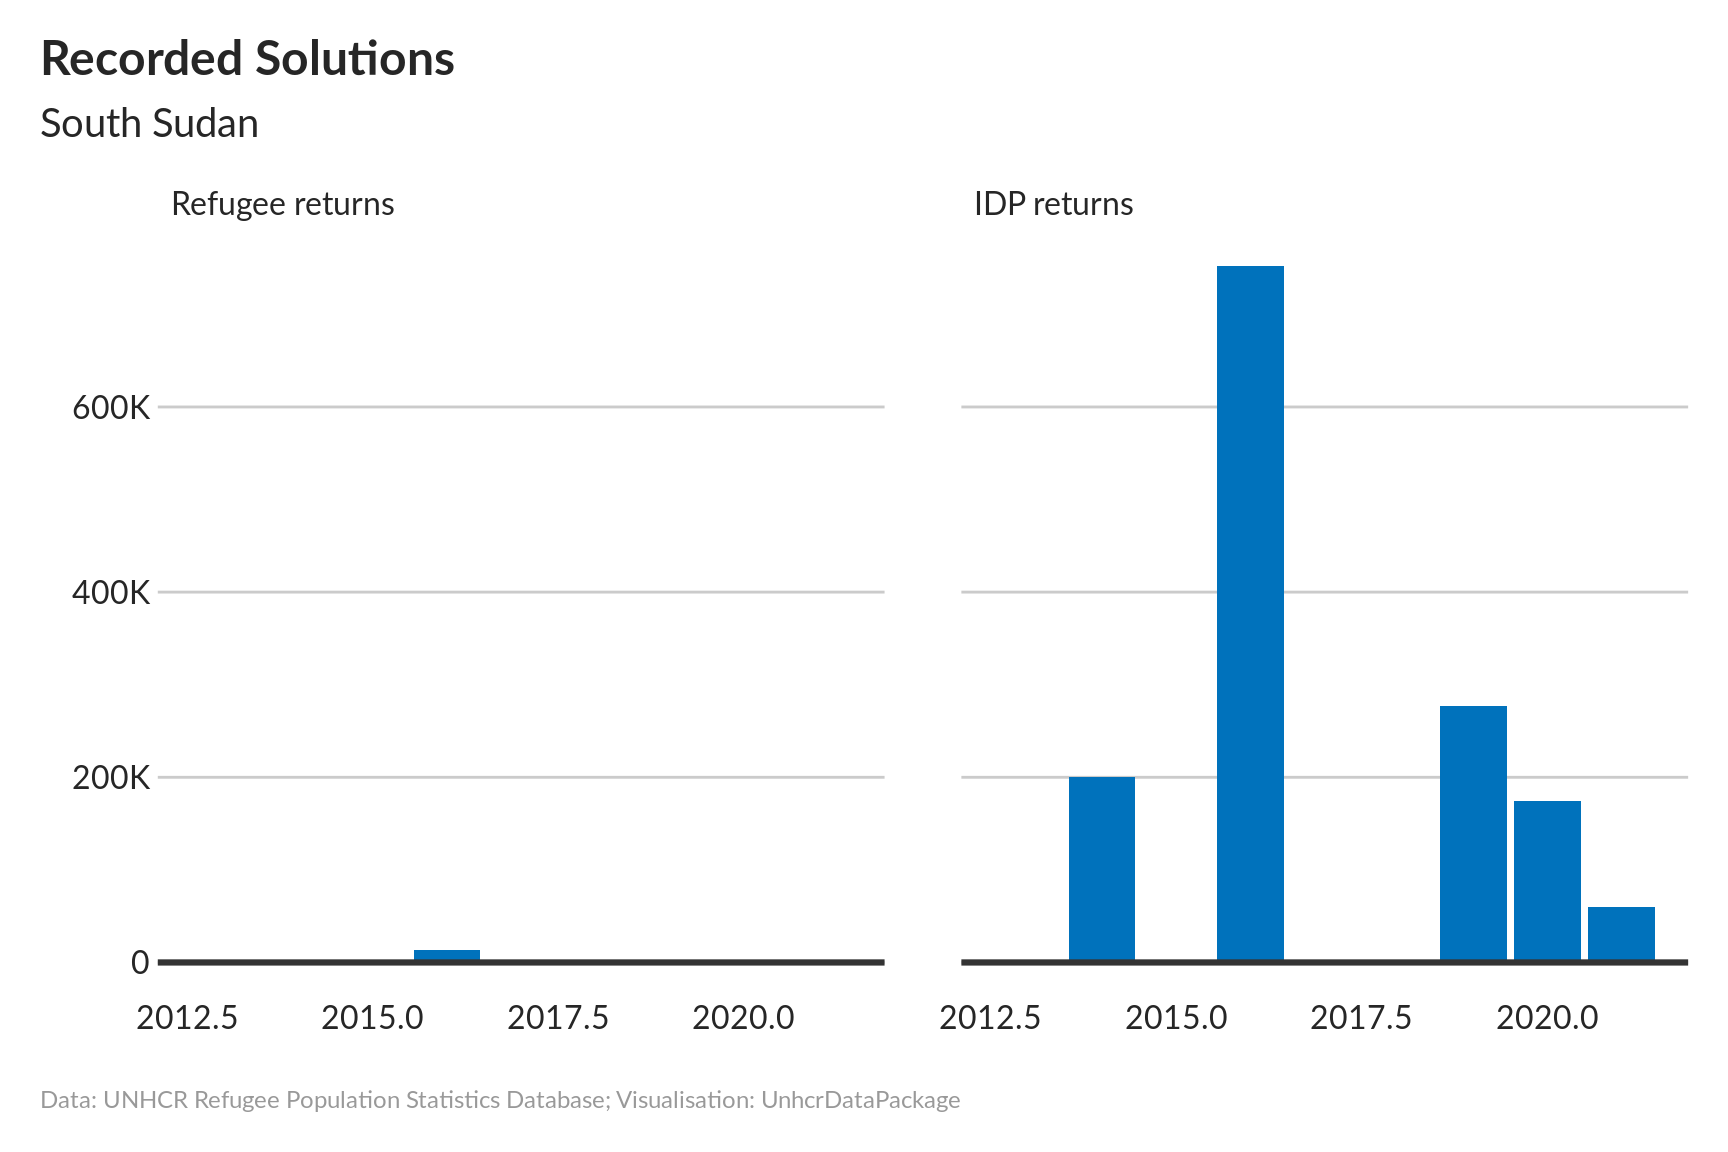 Recorded Solutions
South Sudan
Refugee returns
IDP returns
600K
400K
200K
0
2012.5 2015.0 2017.5 2020.0
2012.5 2015.0 2017.5 2020.0
Data: UNHCR Refugee Population Statistics Database; Visualisation: UnhcrDataPackage